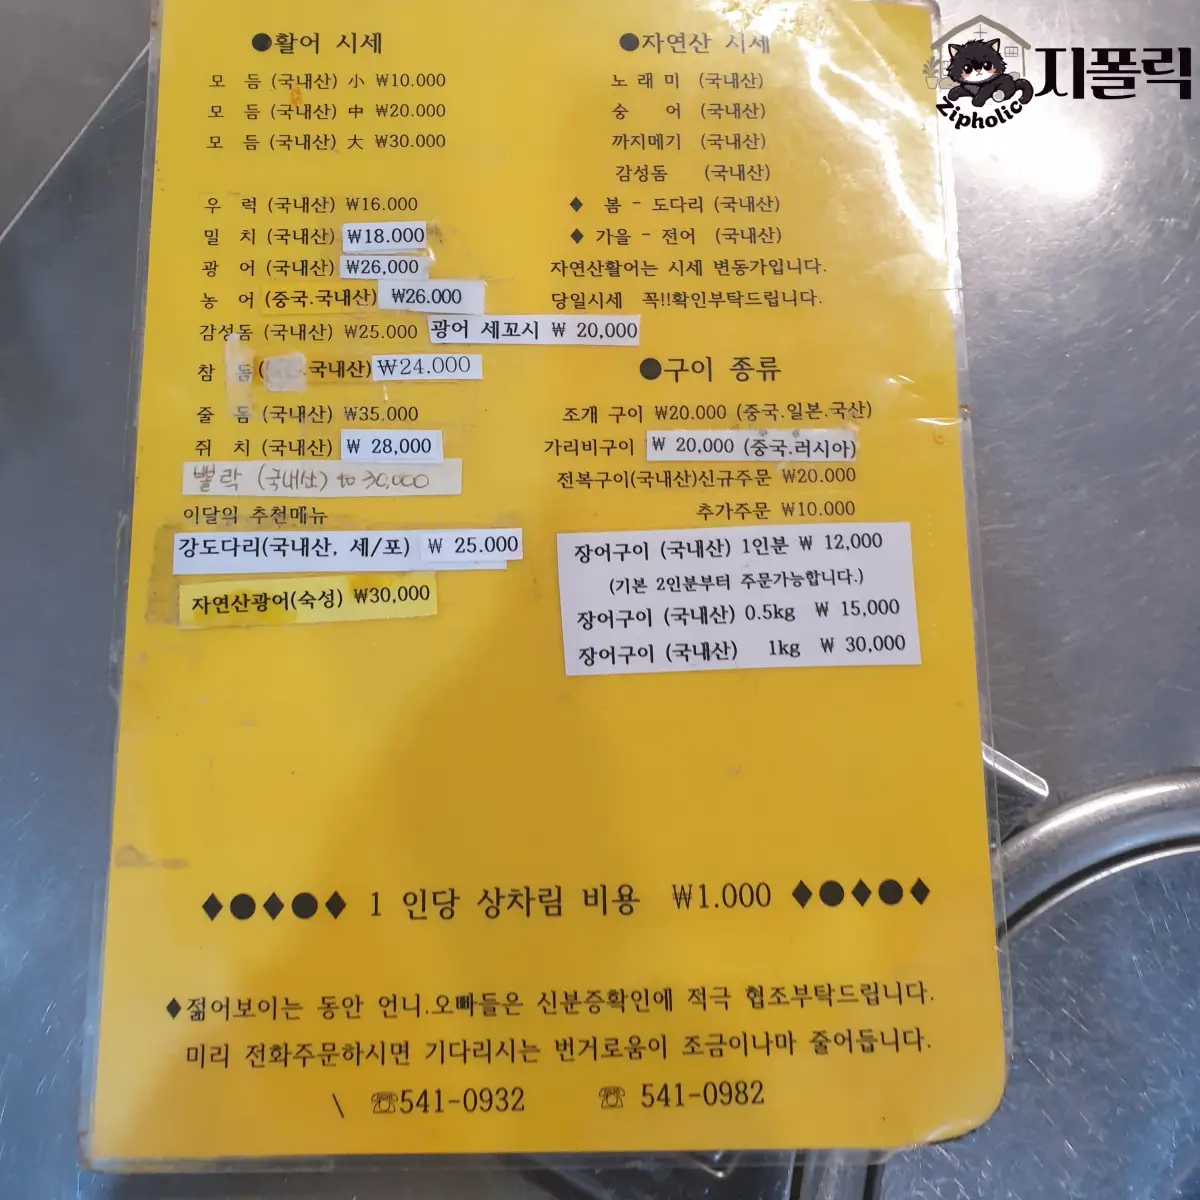 ●활어 시세
모 듬 (국내산) 小 ₩10.000
모 듬 (국내산) 中 ₩20.000
모 듬 (국내산) 大 ₩30.000
우 럭 (국내산) ₩16.000
밀 치 (국내산) ₩18.000
광 어 (국내산) ₩26,000
농 어 (중국.국내산) ₩26.000
감성돔 (국내산) ₩25.000
광어 세꼬시 ₩ 20,000
참 돔 ( .국내산) ₩24.000
줄 돔 (국내산) ₩35.000
쥐 치 (국내산) ₩ 28,000
뽈락 (국내산) ₩ 30,000
이달의 추천메뉴
강도다리(국내산, 세/포) ₩ 25.000
자연산광어(숙성) ₩30,000
●자연산 시세
노 래 미 (국내산)
숭 어 (국내산)
까지메기 (국내산)
감성돔 (국내산)
♦ 봄 - 도다리 (국내산)
♦ 가을 - 전어 (국내산)
자연산활어는 시세 변동가입니다.
당일시세 꼭!!확인부탁드립니다.
●구이 종류
조개 구이 ₩20.000 (중국.일본.국산)
가리비구이 ₩ 20,000 (중국.러시아)
전복구이(국내산)신규주문 ₩20.000
추가주문 ₩10.000
장어구이 (국내산) 1인분 ₩ 12,000
(기본 2인분부터 주문가능합니다.)
장어구이 (국내산) 0.5kg ₩ 15,000
장어구이 (국내산) 1kg ₩ 30,000
♦●♦●♦ 1 인당 상차림 비용 ₩1.000 ♦●♦●♦
♦젊어보이는 동안 언니.오빠들은 신분증확인에 적극 협조부탁드립니다.
미리 전화주문하시면 기다리시는 번거로움이 조금이나마 줄어듭니다.
\ ☏541-0932 ☏ 541-0982
지폴릭
Zipholic